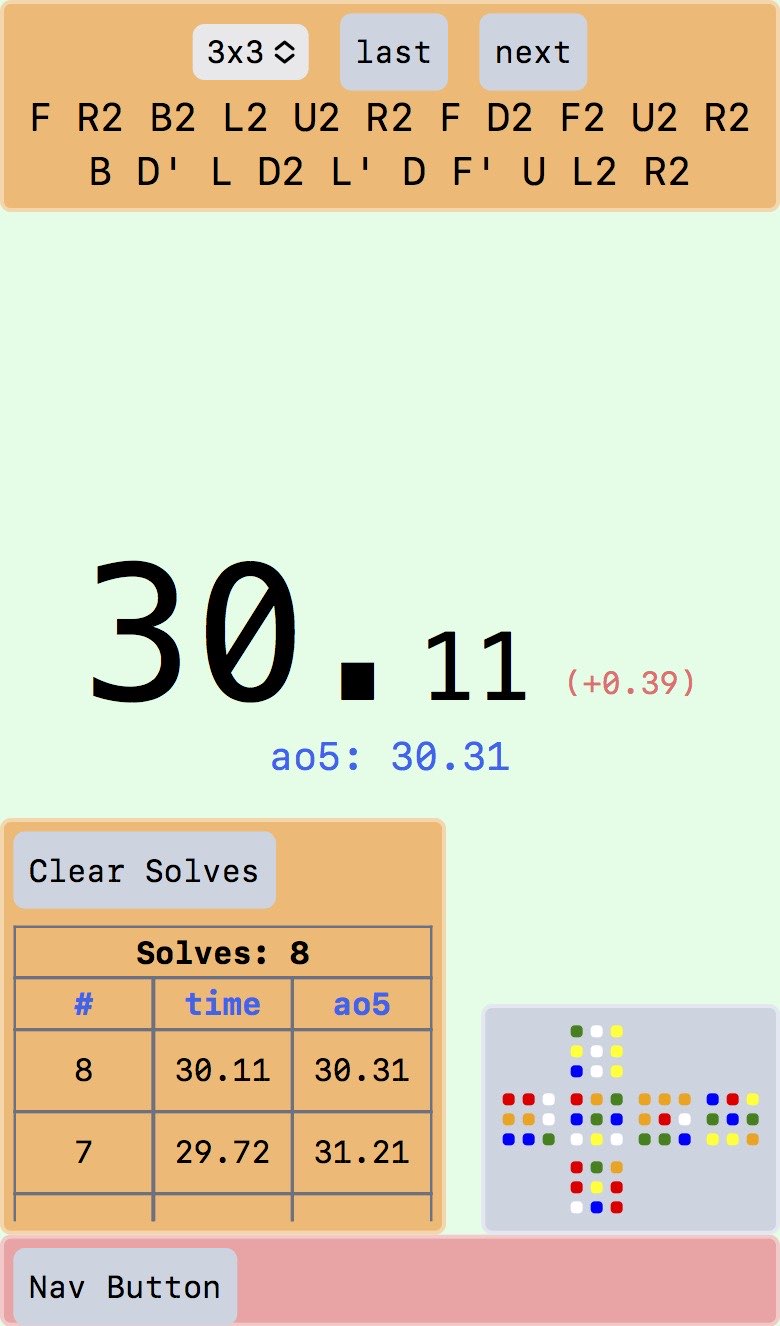 3x3 last next
F R2 B2 L2 U2 R2 F D2 F2 U2 R2
B D' L D2 L' D F' U L2 R2
30.11 (+0.39)
ao5: 30.31
Clear Solves
Solves: 8
# time ao5
8 30.11 30.31
7 29.72 31.21
Nav Button